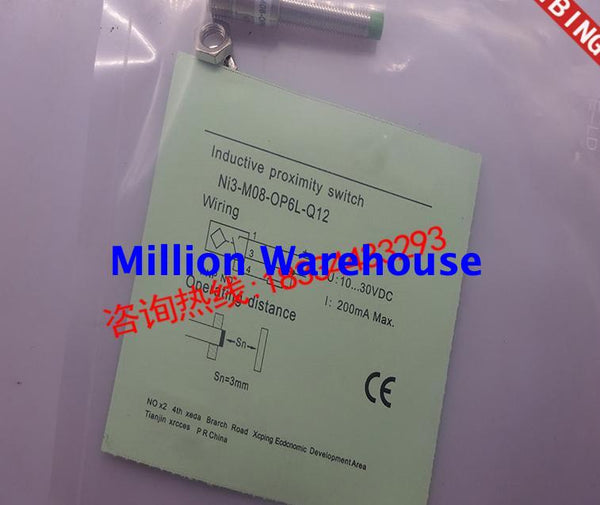 BING
Inductive proximity switch
Ni3-M08-OP6L-Q12
Wiring
1
3
4
U:10...30VDC
I: 200mA Max.
Million Warehouse
咨询热线:
Operating distance
Sn
Sn=3mm
CE
NO x2 4th xeda Brarch Road Xcping Eodcnomic Development Area
Tianjin xrcces P R China